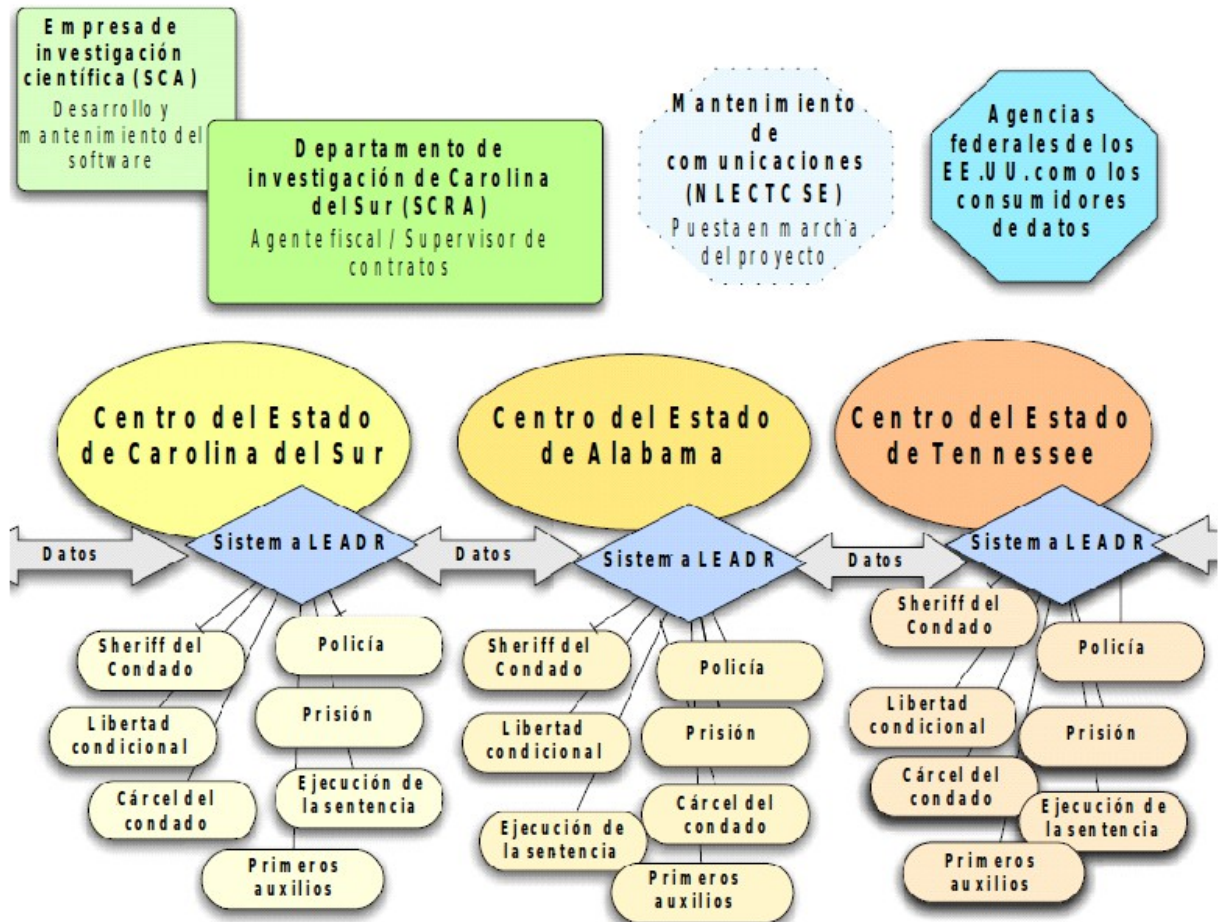 Empresa de
investigación
científica (SCA)
Desarrollo y
mantenimiento del
software
Departamento de
investigación de Carolina
del Sur (SCRA)
Agente fiscal / Supervisor de
contratos
Mantenimiento
de
comunicaciones
(NLECTC SE)
Puesta en marcha
del proyecto
Agencias
federales de los
EE.UU. como los
consumidores
de datos
Centro del Estado
de Carolina del Sur
Centro del Estado
de Alabama
Centro del Estado
de Tennessee
Datos
Sistema LEADR
Datos
Sistema LEADR
Datos
Sistema LEADR
Sheriff del
Condado
Policía
Libertad
condicional
Prisión
Cárcel del
condado
Ejecución de
la sentencia
Primeros
auxilios
Sheriff del
Condado
Policía
Libertad
condicional
Prisión
Ejecución de
la sentencia
Cárcel del
condado
Primeros
auxilios
Sheriff del
Condado
Policía
Libertad
condicional
Prisión
Cárcel del
condado
Ejecución de
la sentencia
Primeros
auxilios